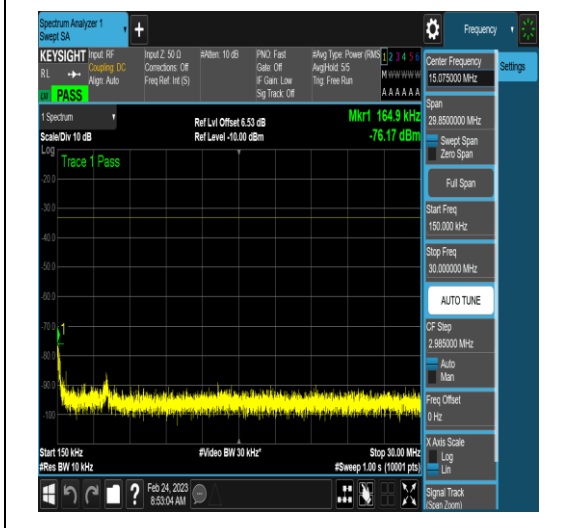 Spectrum Analyzer 1
Swept SA
+
Frequency
KEYSIGHT
RL
PASS
Input: RF
Coupling: DC
Align: Auto
Input Z: 50 Ω
Corrections: Off
Freq Ref: Int (S)
#Atten: 10 dB
PNO: Fast
Gate: Off
IF Gain: Low
Sig Track: Off
#Avg Type: Power (RMS
Avg|Hold: 5/5
Trig: Free Run
1 2 3 4 5 6
M W W W W W
A A A A A A
1 Spectrum
Scale/Div 10 dB
Log
Ref Lvl Offset 6.53 dB
Ref Level -10.00 dBm
Mkr1 164.9 kHz
-76.17 dBm
Trace 1 Pass
-20.0
-30.0
-40.0
-50.0
-60.0
-70.0
1
-80.0
-90.0
-100
Start 150 kHz
#Res BW 10 kHz
#Video BW 30 kHz*
Stop 30.00 MHz
#Sweep 1.00 s (10001 pts)
?
Feb 24, 2023
8:53:04 AM
Center Frequency
15.075000 MHz
Settings
Span
29.8500000 MHz
Swept Span
Zero Span
Full Span
Start Freq
150.000 kHz
Stop Freq
30.000000 MHz
AUTO TUNE
CF Step
2.985000 MHz
Auto
Man
Freq Offset
0 Hz
X Axis Scale
Log
Lin
Signal Track
(Span Zoom)